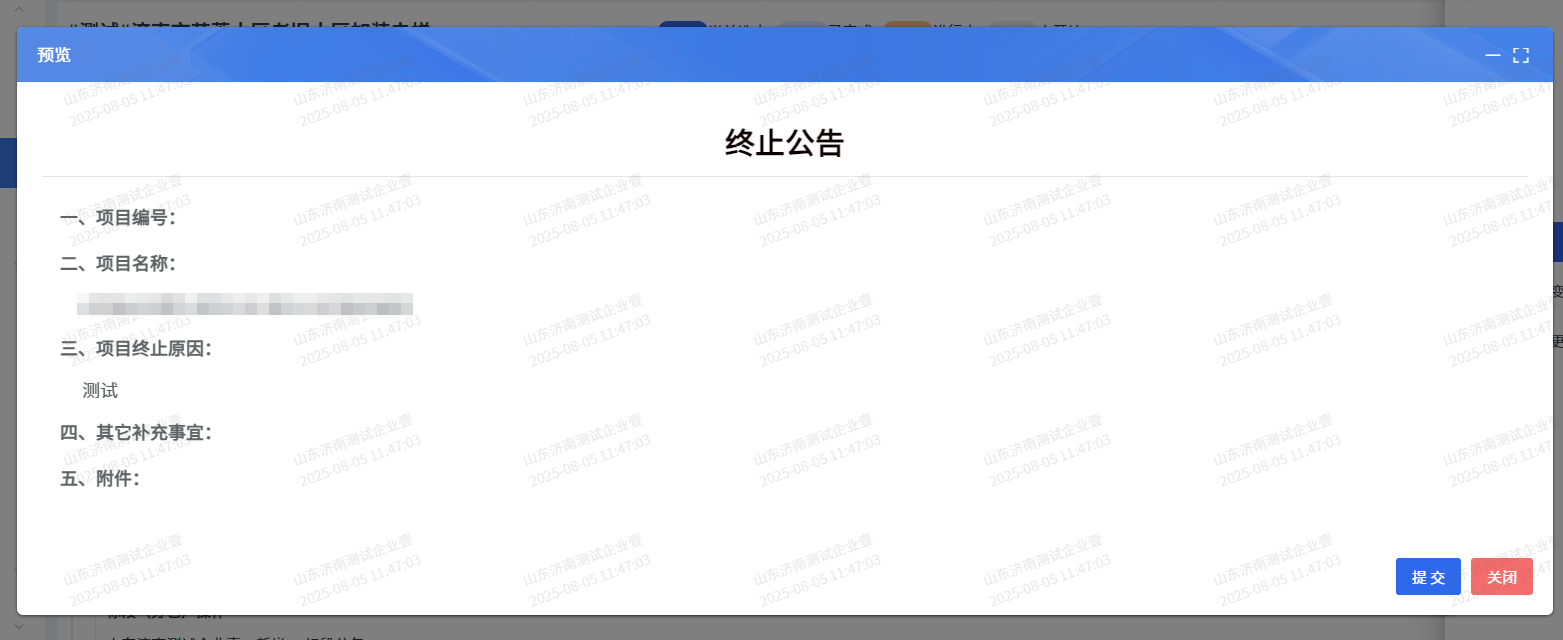 预览
终止公告
一、项目编号：
二、项目名称：
三、项目终止原因：
测试
四、其它补充事宜：
五、附件：
提交
关闭
山东济南测试企业壹
2025-08-05 11:47:03